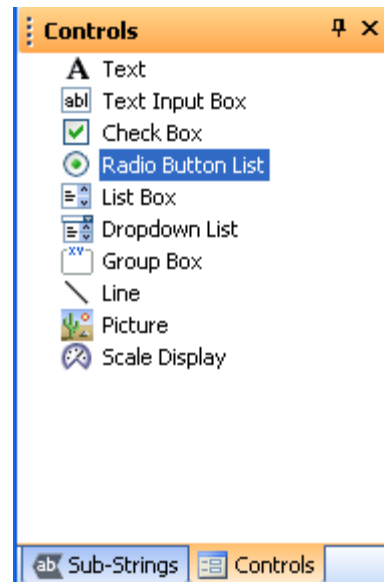 Controls
A Text
abl Text Input Box
Check Box
Radio Button List
List Box
Dropdown List
XY Group Box
Line
Picture
Scale Display
ab Sub-Strings Controls